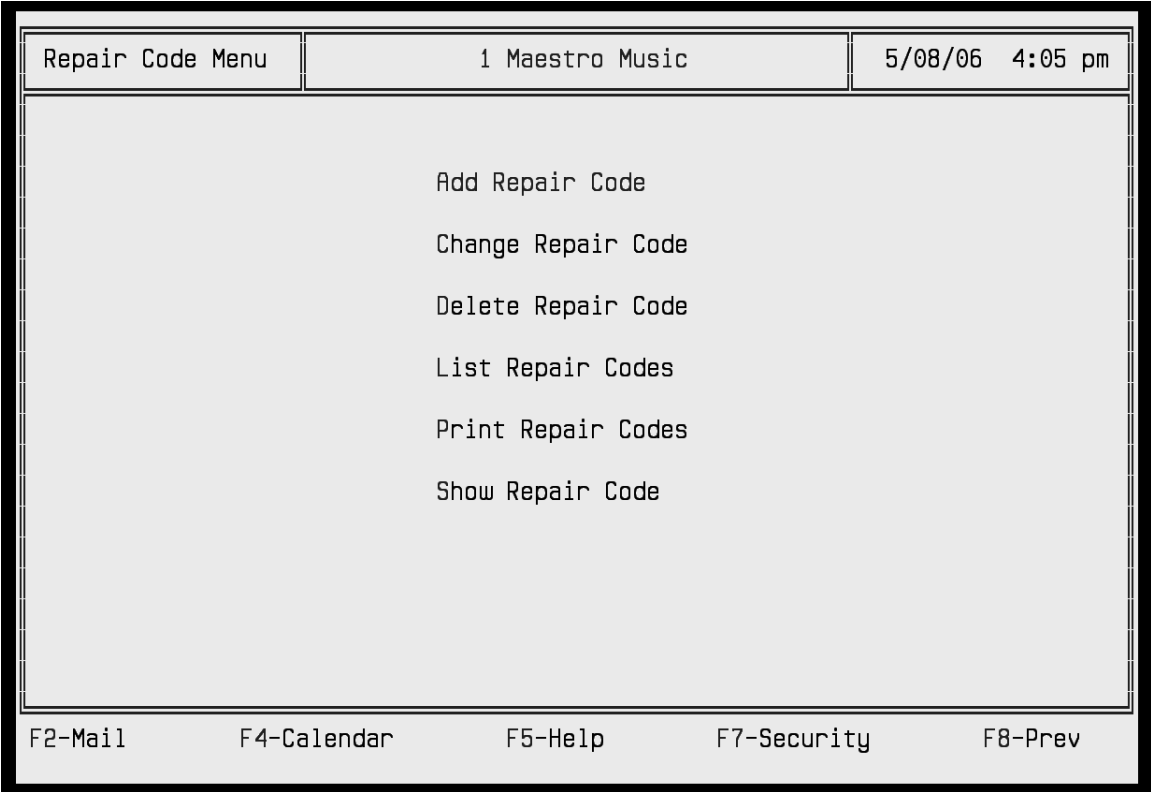 Repair Code Menu 1 Maestro Music 5/08/06 4:05 pm
Add Repair Code
Change Repair Code
Delete Repair Code
List Repair Codes
Print Repair Codes
Show Repair Code
F2-Mail F4-Calendar F5-Help F7-Security F8-Prev